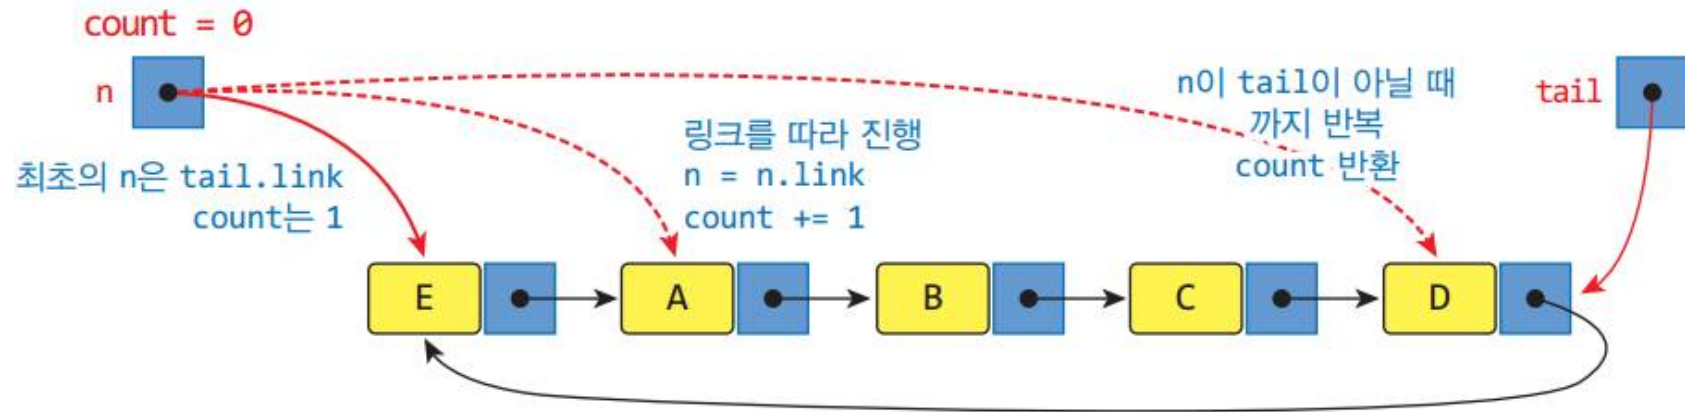 count = 0
n
최초의 n은 tail.link
count는 1
링크를 따라 진행
n = n.link
count += 1
n이 tail이 아닐 때
까지 반복
count 반환
tail
E
A
B
C
D